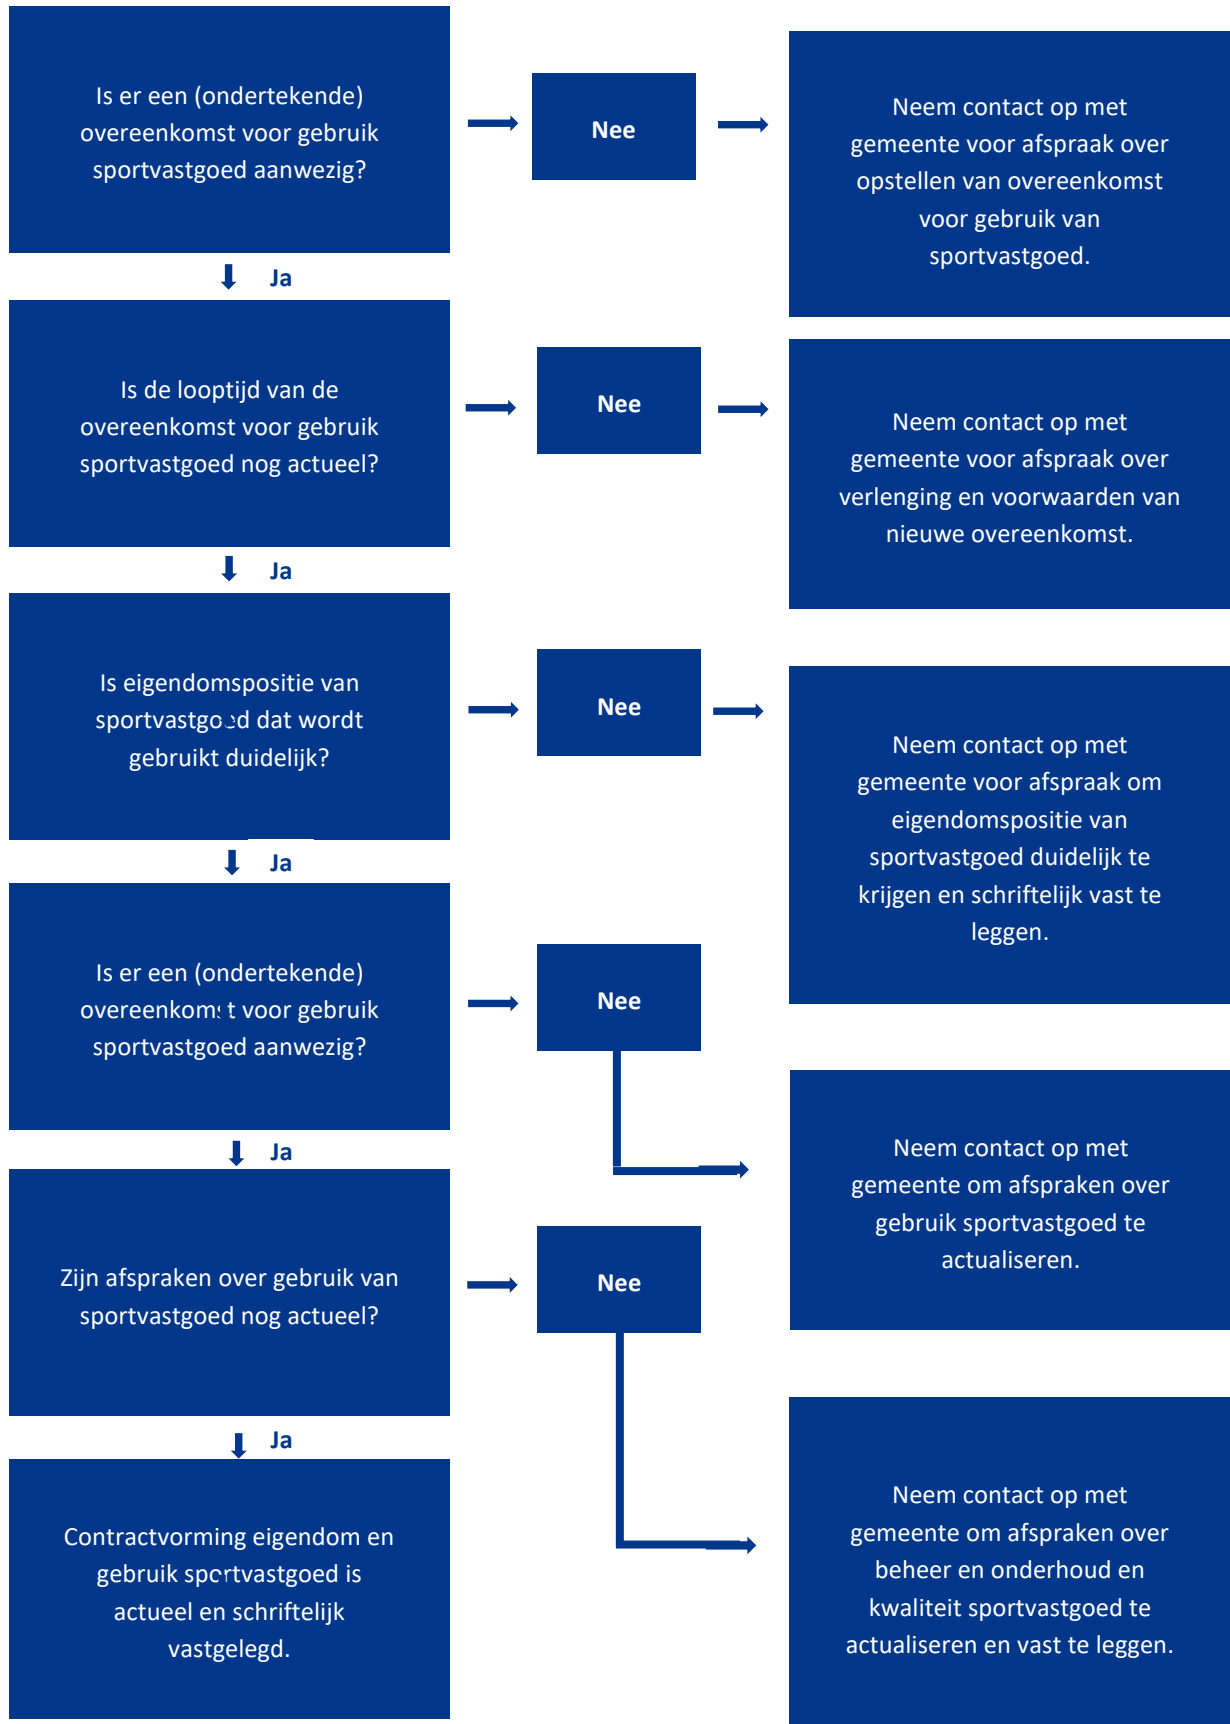 Is er een (ondertekende)
overeenkomst voor gebruik
sportvastgoed aanwezig?
Nee
Neem contact op met
gemeente voor afspraak over
opstellen van overeenkomst
voor gebruik van
sportvastgoed.
Ja
Is de looptijd van de
overeenkomst voor gebruik
sportvastgoed nog actueel?
Nee
Neem contact op met
gemeente voor afspraak over
verlenging en voorwaarden van
nieuwe overeenkomst.
Ja
Is eigendomspositie van
sportvastgoed dat wordt
gebruikt duidelijk?
Nee
Neem contact op met
gemeente voor afspraak om
eigendomspositie van
sportvastgoed duidelijk te
krijgen en schriftelijk vast te
leggen.
Ja
Is er een (ondertekende)
overeenkomst voor gebruik
sportvastgoed aanwezig?
Nee
Neem contact op met
gemeente om afspraken over
gebruik sportvastgoed te
actualiseren.
Ja
Zijn afspraken over gebruik van
sportvastgoed nog actueel?
Nee
Neem contact op met
gemeente om afspraken over
beheer en onderhoud en
kwaliteit sportvastgoed te
actualiseren en vast te leggen.
Ja
Contractvorming eigendom en
gebruik sportvastgoed is
actueel en schriftelijk
vastgelegd.